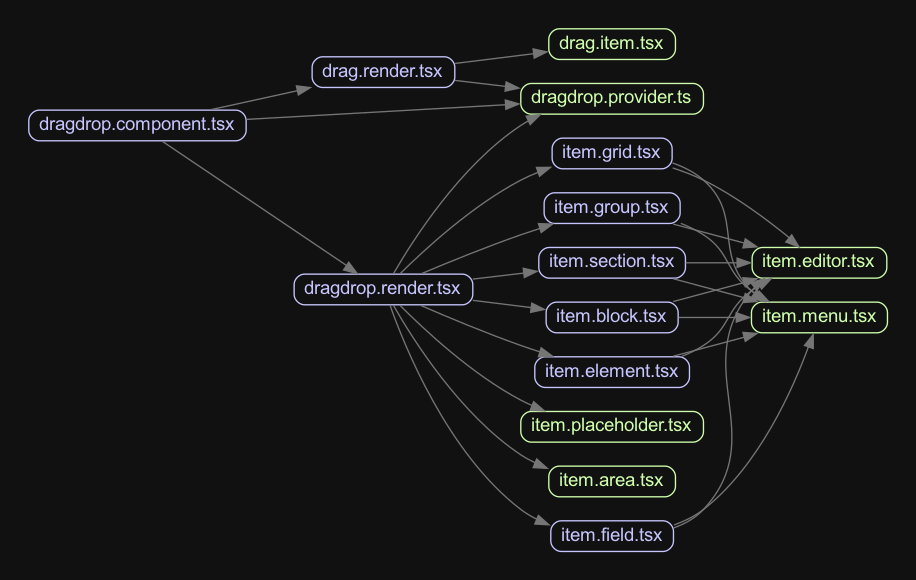 drag.item.tsx
drag.render.tsx
dragdrop.provider.ts
dragdrop.component.tsx
item.grid.tsx
item.group.tsx
item.section.tsx
item.editor.tsx
dragdrop.render.tsx
item.block.tsx
item.menu.tsx
item.element.tsx
item.placeholder.tsx
item.area.tsx
item.field.tsx